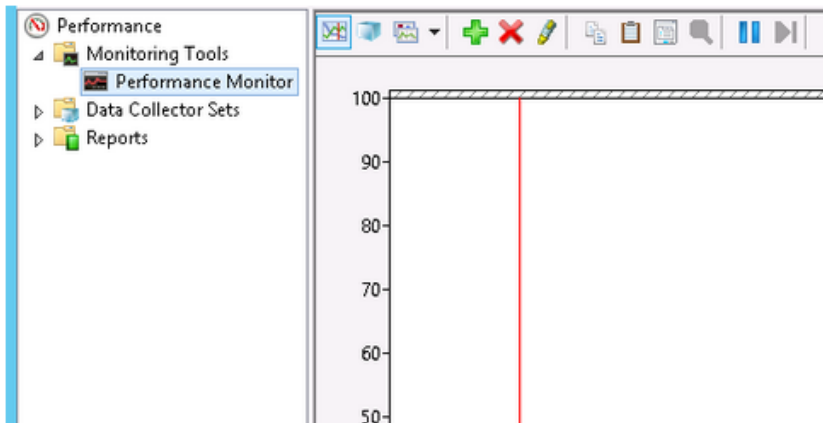 Performance
Monitoring Tools
Performance Monitor
Data Collector Sets
Reports
100
90
80
70
60
50